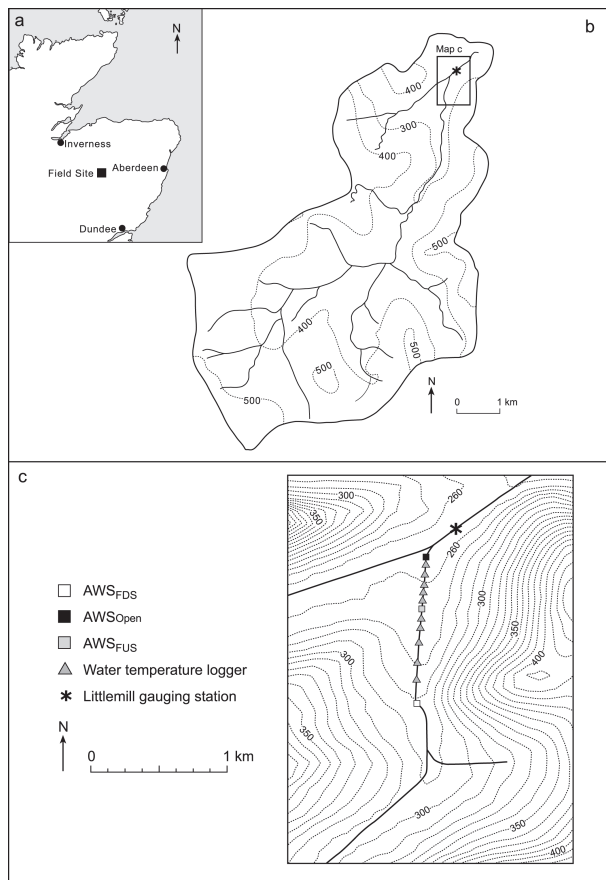 a
N
Inverness
Field Site
Aberdeen
Dundee
b
Map c
400
300
400
500
400
500
500
500
N
0 1 km
c
AWSFDS
AWSOpen
AWSFUS
Water temperature logger
Littlemill gauging station
N
0 1 km
300
350
260
260
300
350
400
300
350
300
350
400